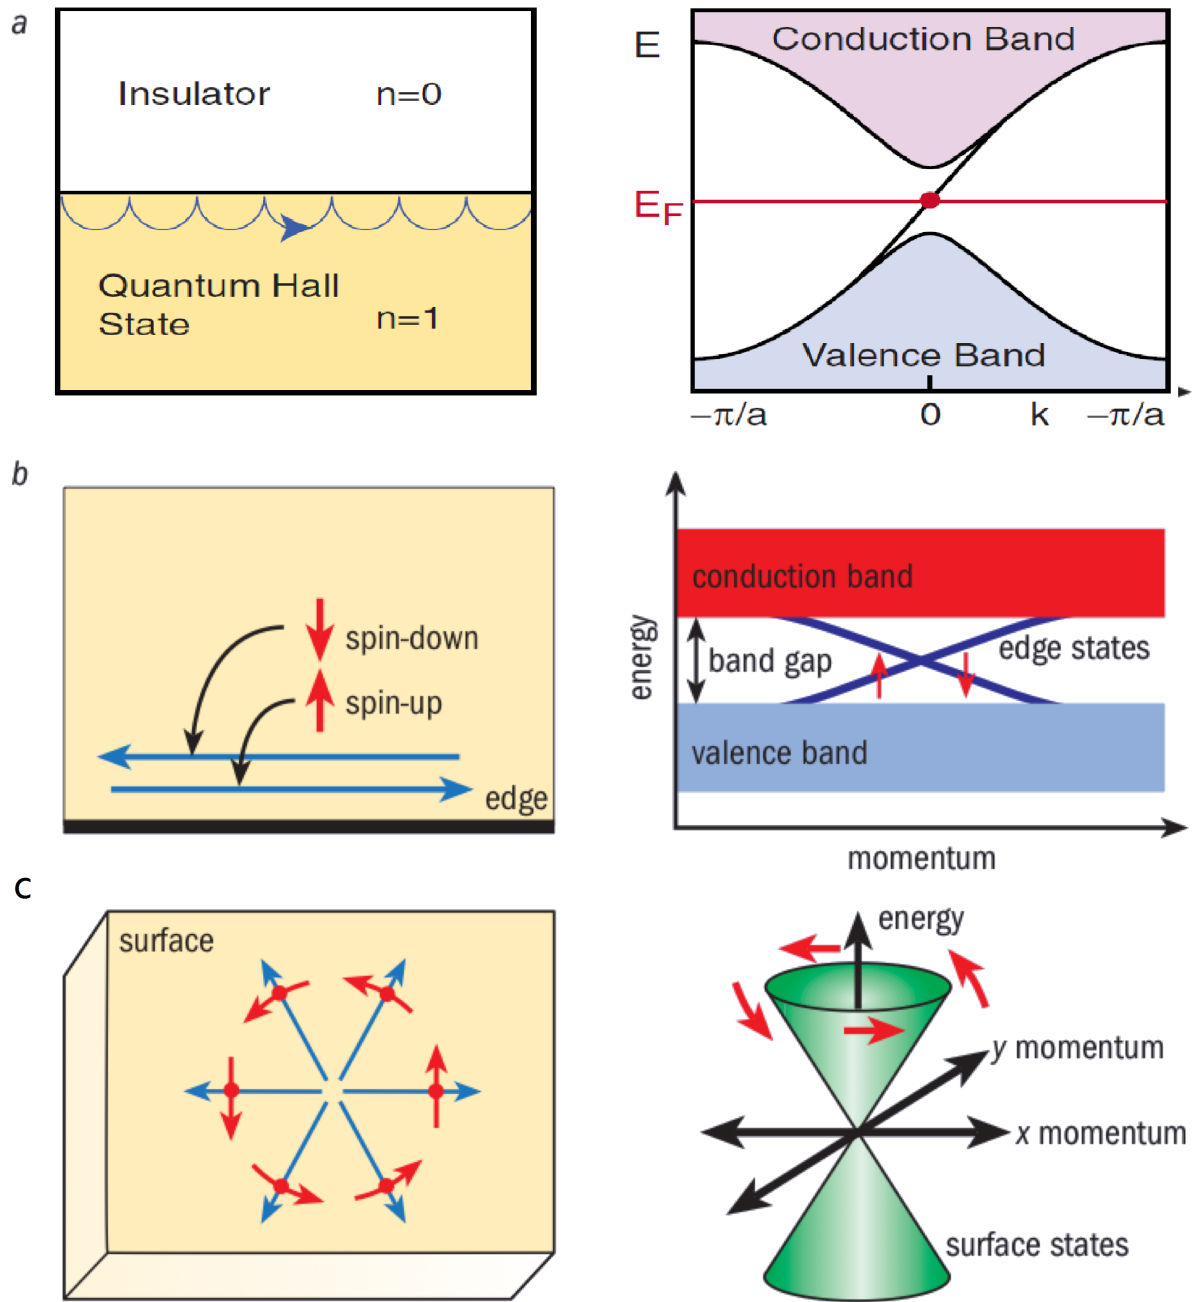 a
Insulator n=0
Quantum Hall
State n=1
E
Conduction Band
E_F
Valence Band
−π/a 0 k −π/a
b
spin-down
spin-up
edge
conduction band
energy
band gap
edge states
valence band
momentum
c
surface
energy
y momentum
x momentum
surface states